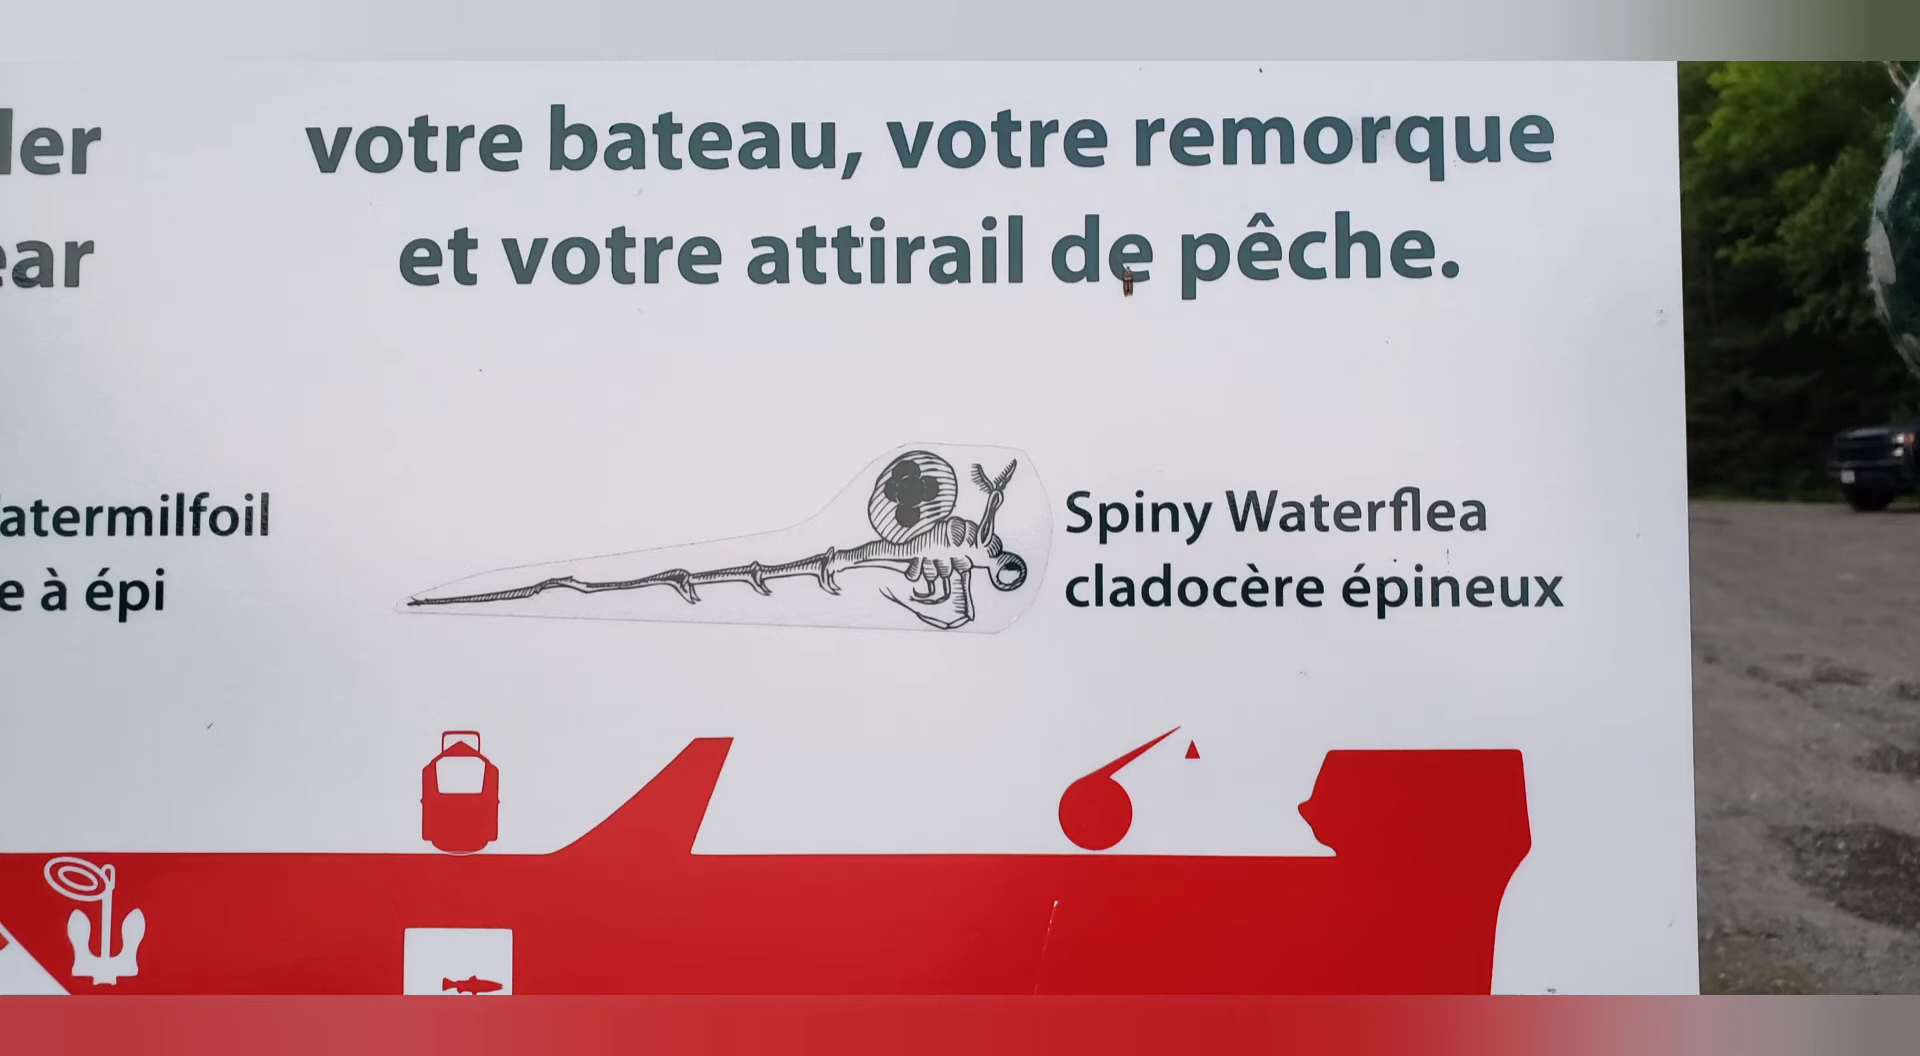 ler
votre bateau, votre remorque
ear
et votre attirail de pêche.
atermilfoil
e à épi
Spiny Waterflea
cladocère épineux